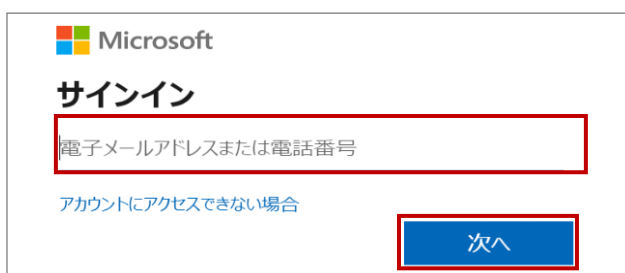 Microsoft
サインイン
電子メールアドレスまたは電話番号
アカウントにアクセスできない場合
次へ